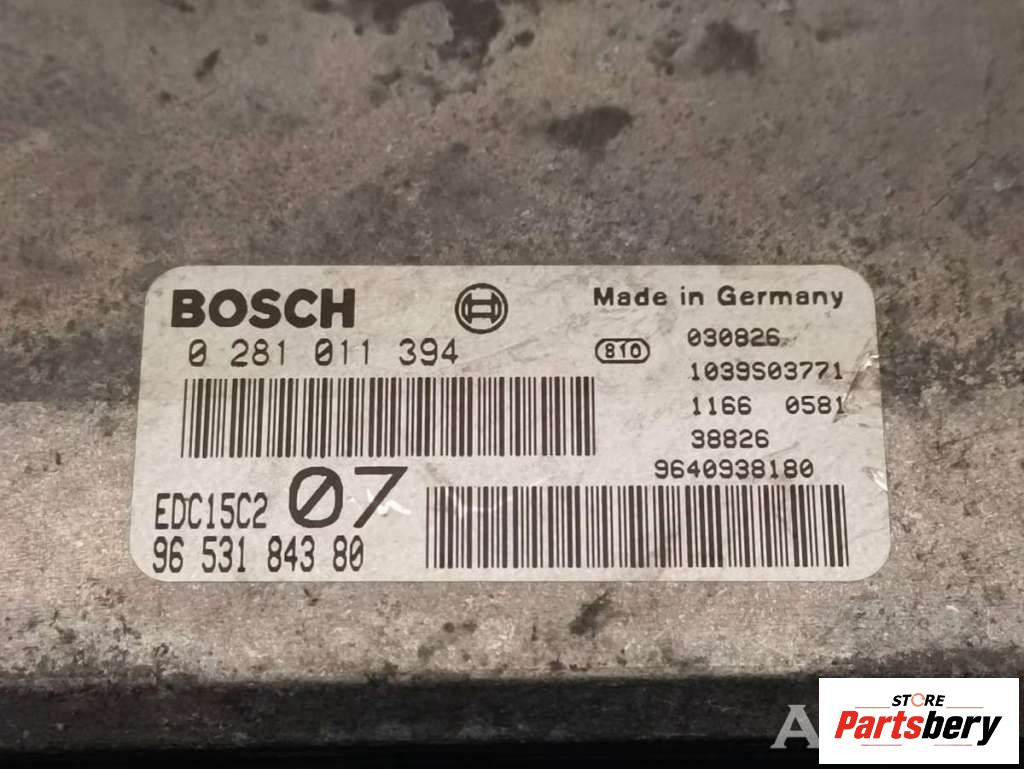 BOSCH
Made in Germany
0 281 011 394
810
030826
1039S03771
1166 0581
38826
9640938180
EDC15C2 07
96 531 843 80
A
STORE
Partsbery